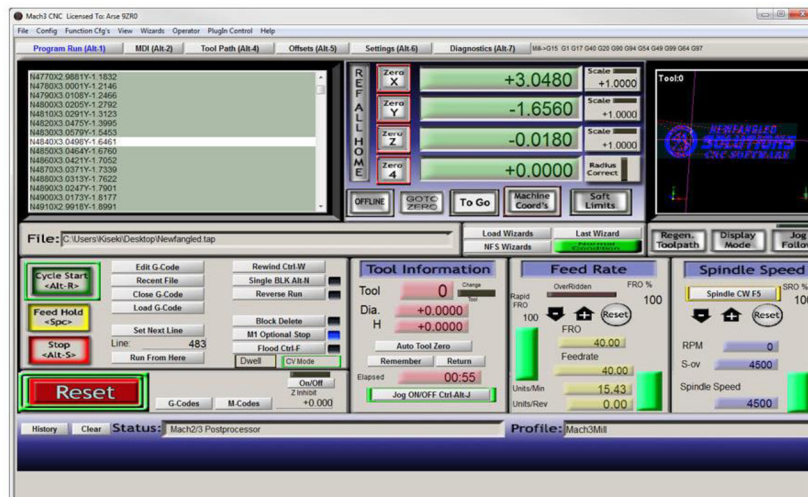 Mach3 CNC Licensed To: Arse 9ZR0
File Config Function Cfg's View Wizards Operator PlugIn Control Help
Program Run (Alt-1) MDI (Alt-2) Tool Path (Alt-4) Offsets (Alt-5) Settings (Alt-6) Diagnostics (Alt-7) Mill->G15 G1 G17 G40 G20 G90 G94 G54 G49 G99 G64 G97
N4770X2.9881Y-1.1832
N4780X3.0001Y-1.2146
N4790X3.0108Y-1.2466
N4800X3.0205Y-1.2792
N4810X3.0291Y-1.3123
N4820X3.0475Y-1.3995
N4830X3.0579Y-1.5453
N4840X3.0498Y-1.6461
N4850X3.0464Y-1.6760
N4860X3.0421Y-1.7052
N4870X3.0371Y-1.7339
N4880X3.0313Y-1.7622
N4890X3.0247Y-1.7901
N4900X3.0173Y-1.8177
N4910X2.9918Y-1.8991
REF ALL HOME
Zero X +3.0480 Scale +1.0000
Zero Y -1.6560 Scale +1.0000
Zero Z -0.0180 Scale +1.0000
Zero 4 +0.0000 Radius Correct
OFFLINE GOTO ZERO To Go Machine Coord's Soft Limits
Tool:0
NEWFANGLED
SOLUTIONS
CNC SOFTWARE
File: C:\Users\Kiseki\Desktop\Newfangled.tap
Load Wizards Last Wizard
NFS Wizards Normal Condition
Regen. Toolpath Display Mode Jog Follow
Cycle Start <Alt-R>
Feed Hold <Spc>
Stop <Alt-S>
Edit G-Code
Recent File
Close G-Code
Load G-Code
Set Next Line
Line: 483
Run From Here
Rewind Ctrl-W
Single BLK Alt-N
Reverse Run
Block Delete
M1 Optional Stop
Flood Ctrl-F
Dwell CV Mode
Reset
G-Codes M-Codes
On/Off
Z Inhibit
+0.000
Tool Information
Tool 0 Change Tool
Dia. +0.0000
H +0.0000
Auto Tool Zero
Remember Return
Elapsed 00:55
Jog ON/OFF Ctrl-Alt-J
Feed Rate
OverRidden FRO %
Rapid FRO 100
100
Reset
FRO
40.00
Feedrate
40.00
Units/Min 15.43
Units/Rev 0.00
Spindle Speed
Spindle CW F5
SRO %
100
Reset
RPM 0
S-ov 4500
Spindle Speed
4500
History Clear Status: Mach2/3 Postprocessor Profile: Mach3Mill